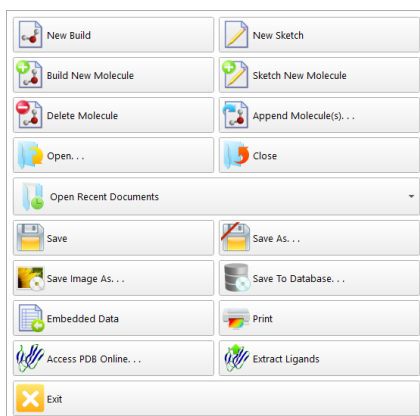 New Build
New Sketch
Build New Molecule
Sketch New Molecule
Delete Molecule
Append Molecule(s). . .
Open. . .
Close
Open Recent Documents
Save
Save As. . .
Save Image As. . .
Save To Database. . .
Embedded Data
Print
Access PDB Online. . .
Extract Ligands
Exit